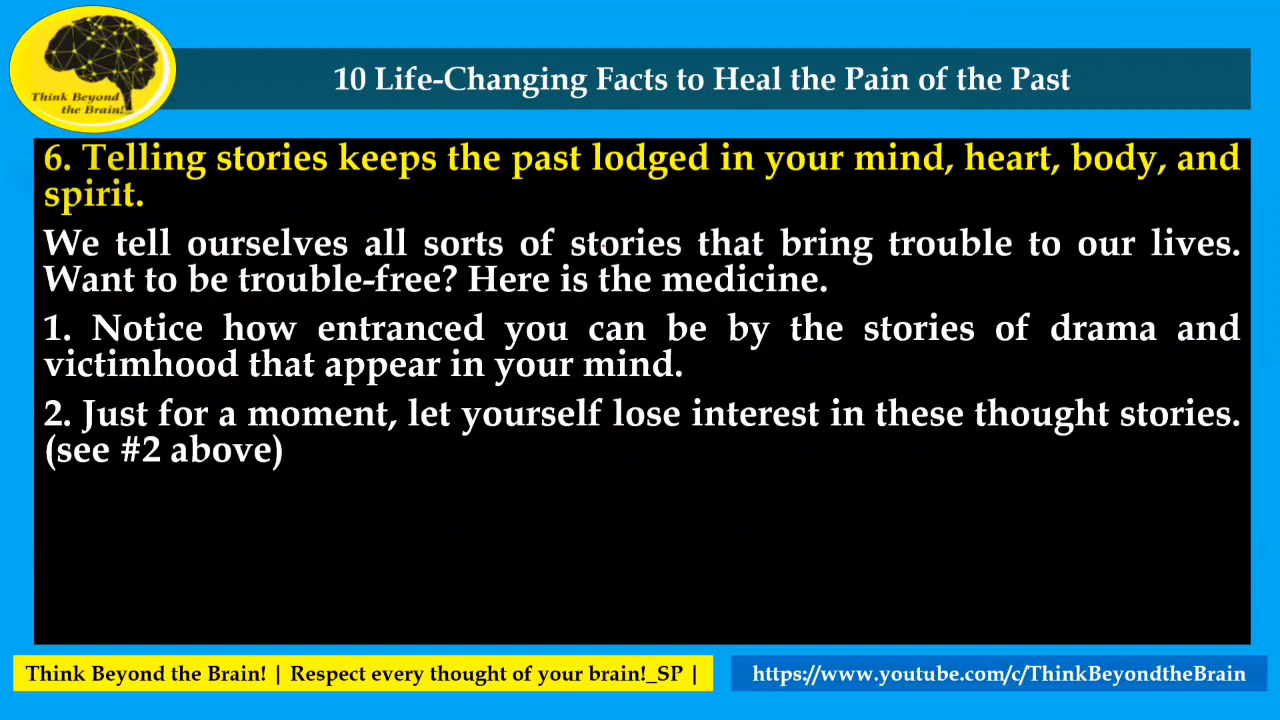 Think Beyond
the Brain!
10 Life-Changing Facts to Heal the Pain of the Past
6. Telling stories keeps the past lodged in your mind, heart, body, and
spirit.
We tell ourselves all sorts of stories that bring trouble to our lives.
Want to be trouble-free? Here is the medicine.
1. Notice how entranced you can be by the stories of drama and
victimhood that appear in your mind.
2. Just for a moment, let yourself lose interest in these thought stories.
(see #2 above)
Think Beyond the Brain! | Respect every thought of your brain!_SP |
https://www.youtube.com/c/ThinkBeyondtheBrain